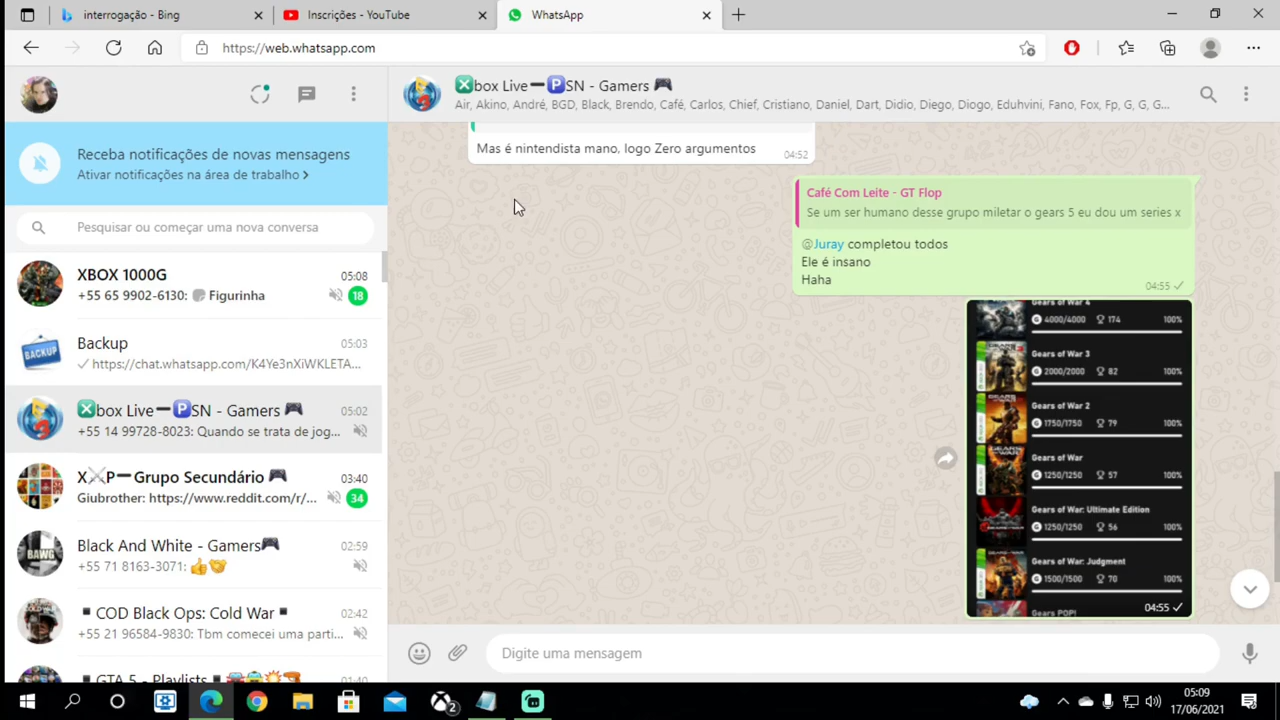 interrogação - Bing
Inscrições - YouTube
WhatsApp
https://web.whatsapp.com
Xbox Live➖PSN - Gamers 🎮
Air, Akino, André, BGD, Black, Brendo, Café, Carlos, Chief, Cristiano, Daniel, Dart, Didio, Diego, Diogo, Eduhvini, Fano, Fox, Fp, G, G, G...
Receba notificações de novas mensagens
Ativar notificações na área de trabalho >
Pesquisar ou começar uma nova conversa
XBOX 1000G 05:08
+55 65 9902-6130: Figurinha 18
BACKUP
Backup 05:03
https://chat.whatsapp.com/K4Ye3nXiWKLETA...
Xbox Live➖PSN - Gamers 🎮 05:02
+55 14 99728-8023: Quando se trata de jog...
X⚔P➖Grupo Secundário 🎮 03:40
Giubrother: https://www.reddit.com/r/... 34
BAWG
Black And White - Gamers🎮 02:59
+55 71 8163-3071: 👍
▪COD Black Ops: Cold War▪ 02:42
+55 21 96584-9830: Tbm comecei uma parti...
GTA 5 - Playlists
Mas é nintendista mano, logo Zero argumentos 04:52
Café Com Leite - GT Flop
Se um ser humano desse grupo miletar o gears 5 eu dou um series x
@Juray completou todos
Ele é insano
Haha
04:55
Gears of War 4
4000/4000 174 100%
Gears of War 3
2000/2000 82 100%
Gears of War 2
1750/1750 79 100%
Gears of War
1250/1250 57 100%
Gears of War: Ultimate Edition
1250/1250 56 100%
Gears of War: Judgment
1500/1500 70 100%
Gears POP!
04:55
Digite uma mensagem
2
05:09
17/06/2021